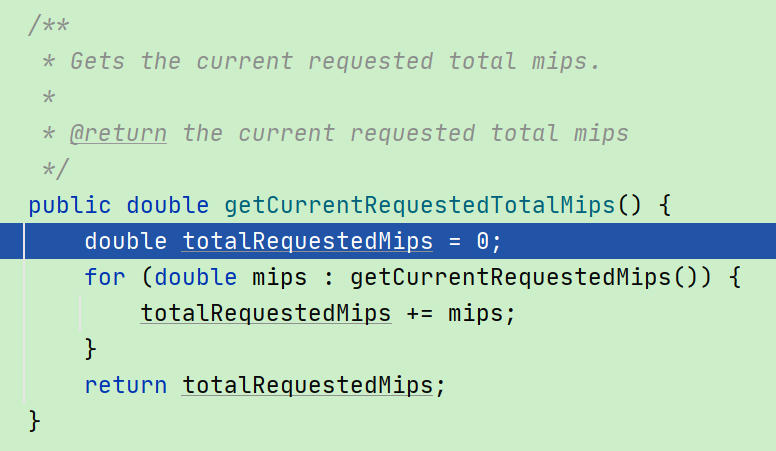 /**
 * Gets the current requested total mips.
 *
 * @return the current requested total mips
 */
public double getCurrentRequestedTotalMips() {
    double totalRequestedMips = 0;
    for (double mips : getCurrentRequestedMips()) {
        totalRequestedMips += mips;
    }
    return totalRequestedMips;
}